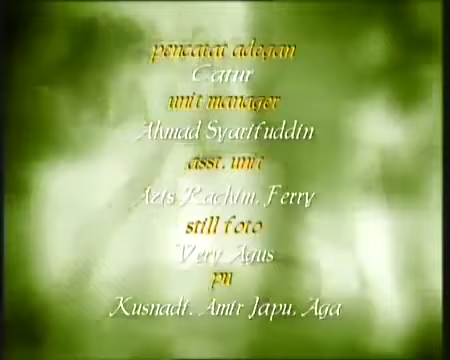 pencatat adegan
Catur
unit manager
Ahmad Syarifuddin
asst. unit
Azis Rachim, Ferry
still foto
Very Agus
pu
Kusnadi, Amir Japu, Aga